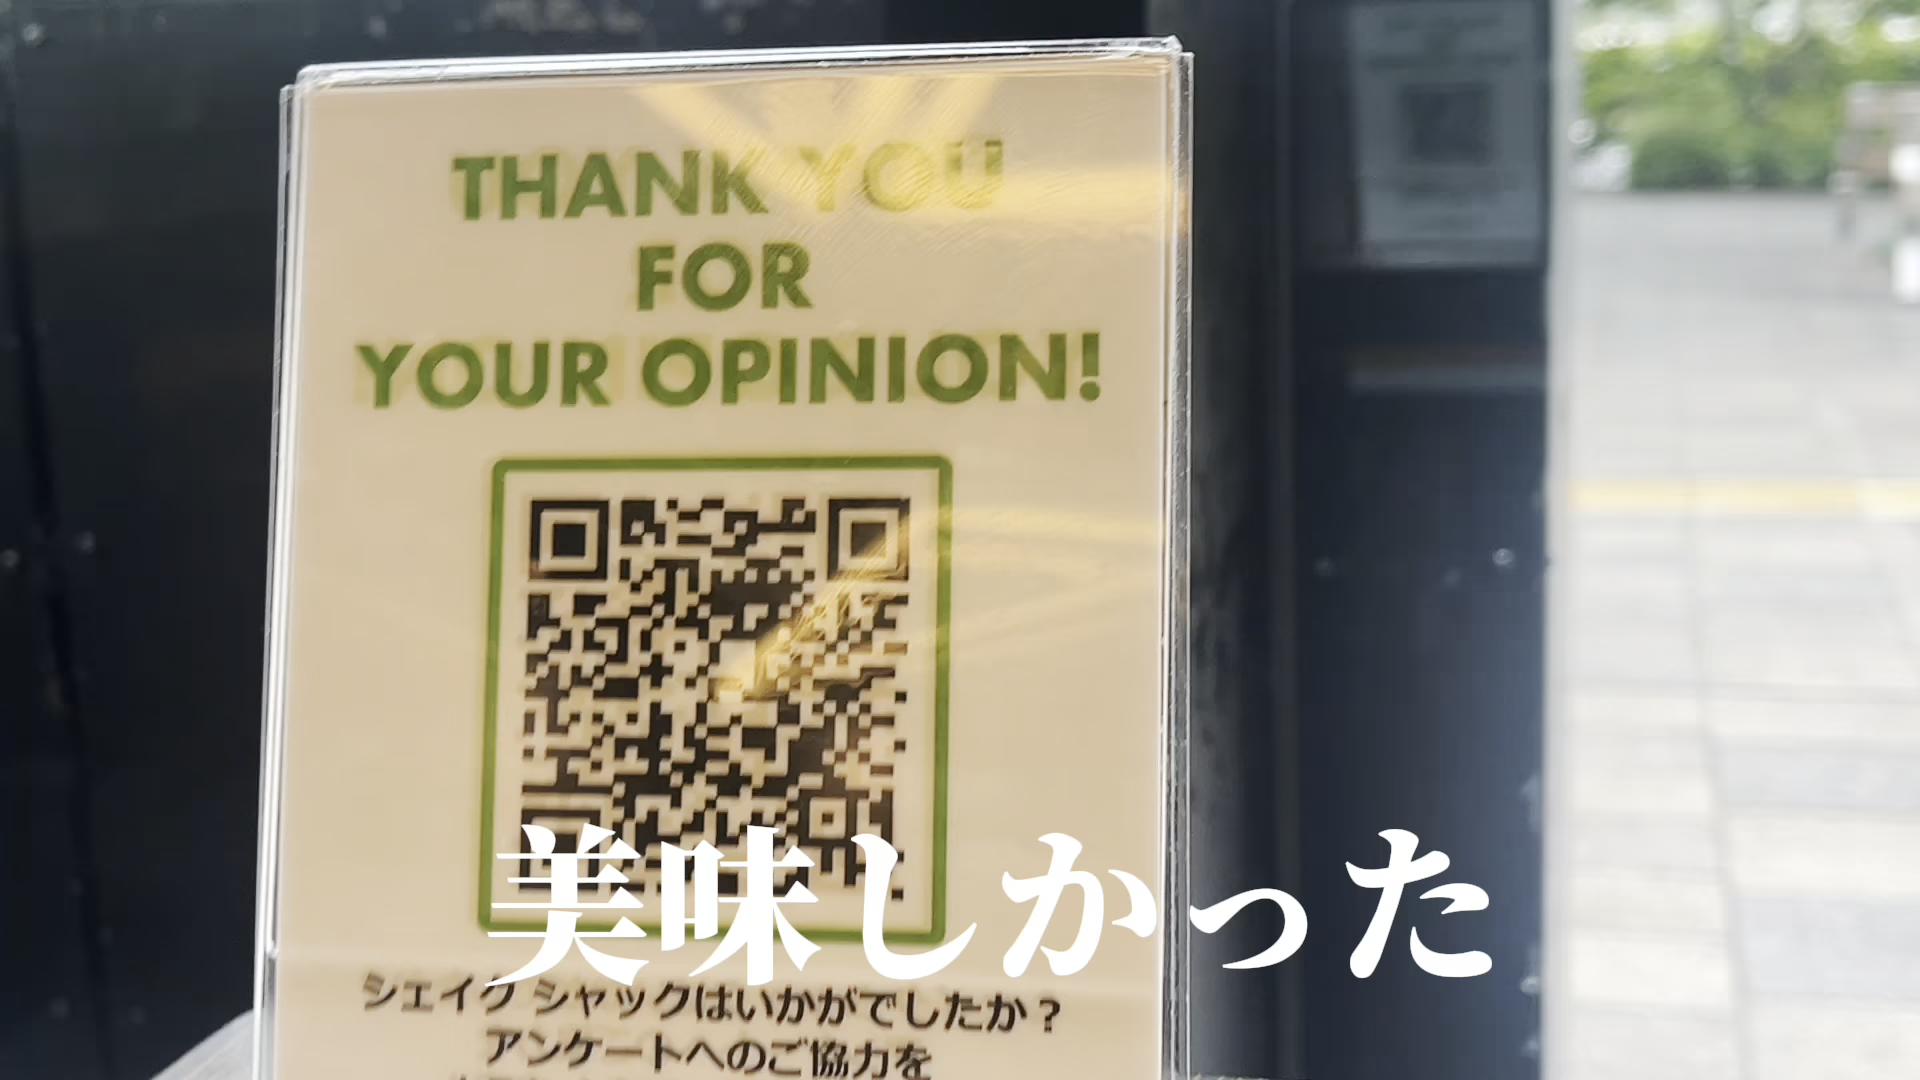 THANK YOU
FOR
YOUR OPINION!
美味しかった
シェイク シャックはいかがでしたか?
アンケートへのご協力を